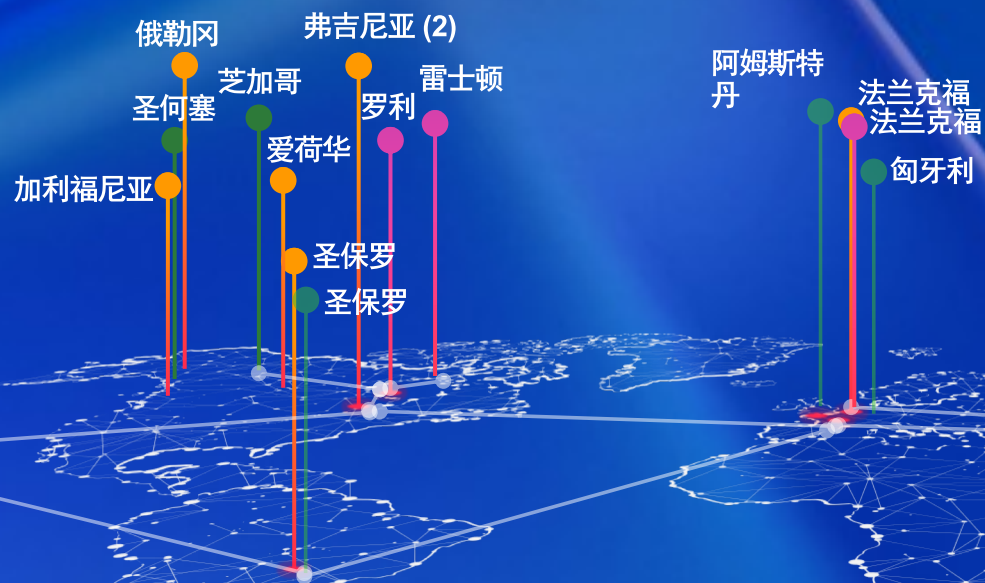 俄勒冈
弗吉尼亚 (2)
芝加哥
雷士顿
圣何塞
罗利
爱荷华
加利福尼亚
圣保罗
圣保罗
阿姆斯特
丹
法兰克福
法兰克福
匈牙利